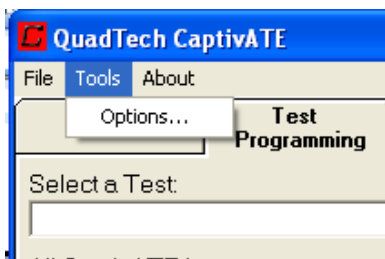 QuadTech CaptivATE
File Tools About
Options...
Test
Programming
Select a Test: